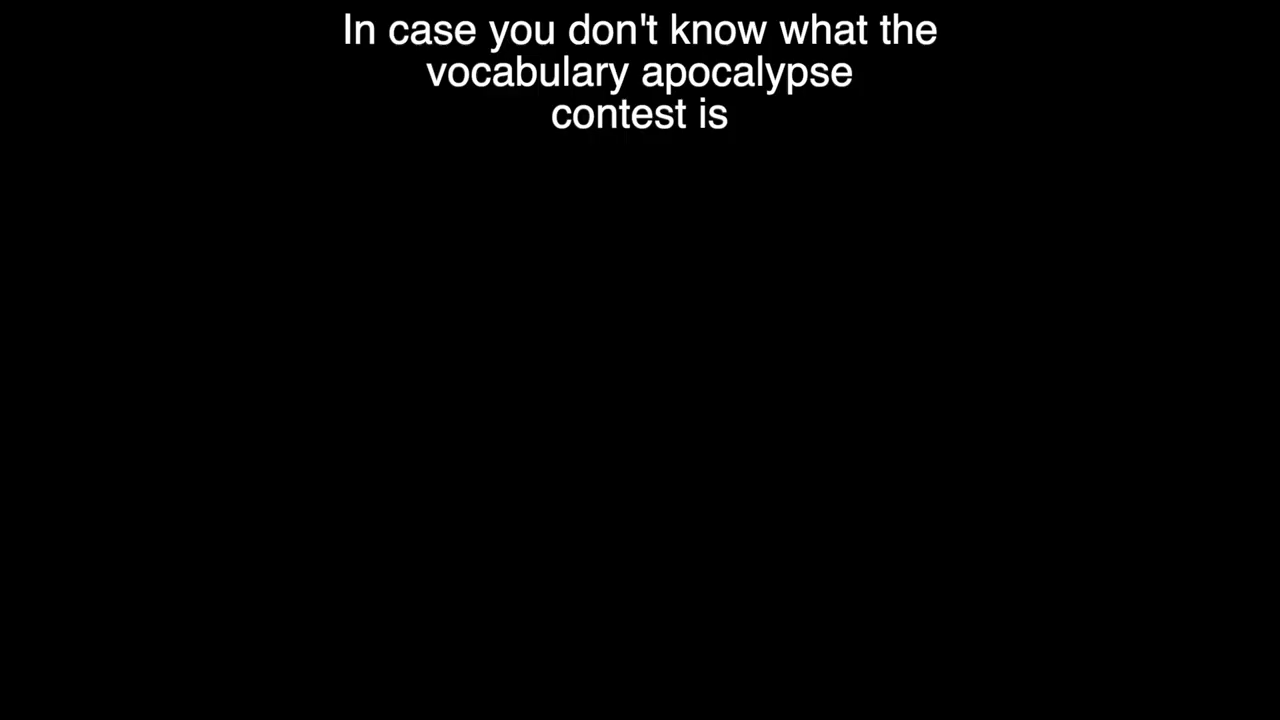 In case you don't know what the
vocabulary apocalypse
contest is